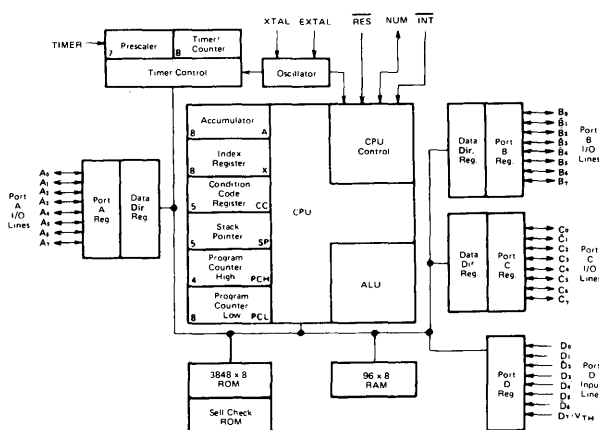 XTAL EXTAL RES NUM INT
TIMER
7 Prescaler
8 Timer/
Counter
Timer Control
Oscillator
Accumulator
8 A
Index
Register
8 X
Condition
Code
Register
5 CC
Stack
Pointer
5 SP
Program
Counter
High
4 PCH
Program
Counter
Low
8 PCL
CPU
CPU
Control
ALU
Port
A
I/O
Lines
A0
A1
A2
A3
A4
A5
A6
A7
Port
A
Reg.
Data
Dir
Reg.
Data
Dir.
Reg.
Port
B
Reg.
B0
B1
B2
B3
B4
B5
B6
B7
Port
B
I/O
Lines
Data
Dir
Reg.
Port
C
Reg.
C0
C1
C2
C3
C4
C5
C6
C7
Port
C
I/O
Lines
Port
D
Reg
D0
D1
D2
D3
D4
D5
D6
D7/VTH
Port
D
Input
Lines
3848 x 8
ROM
Self Check
ROM
96 x 8
RAM